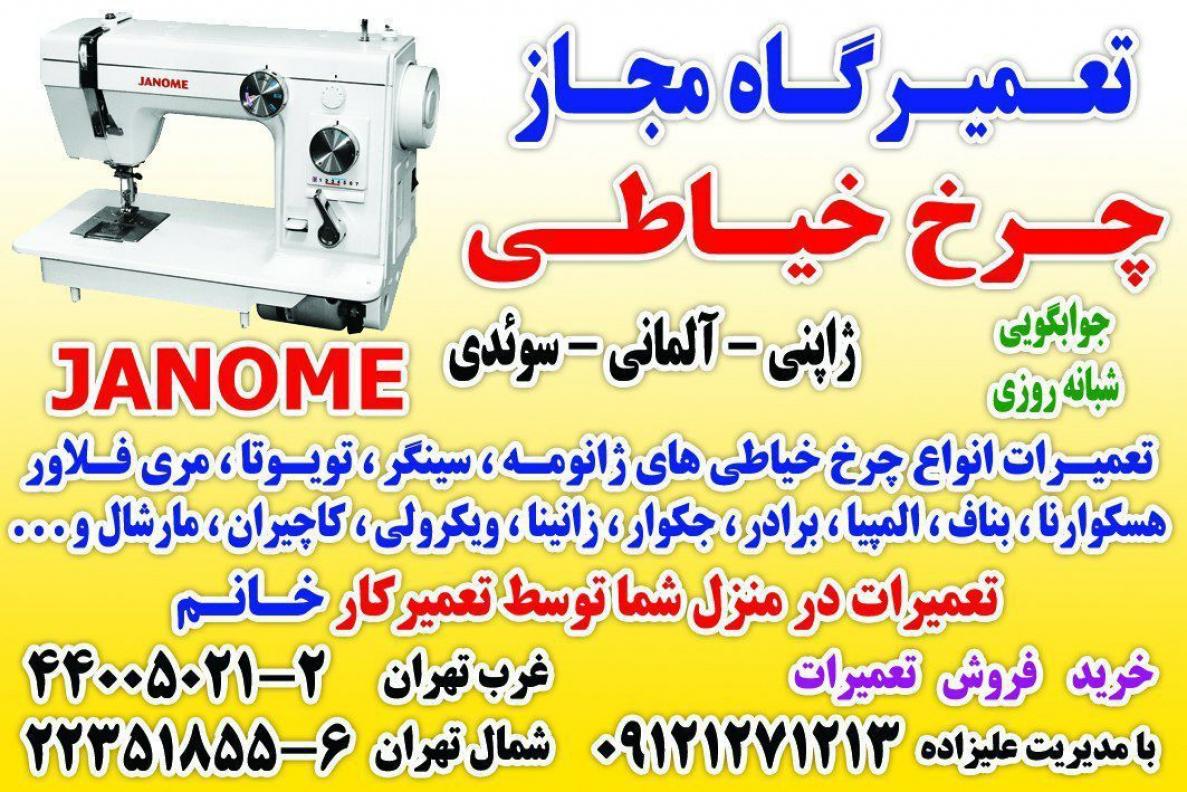 تعمیرگاه مجاز
چرخ خیاطی
JANOME
ژاپنی - آلمانی - سوئدی
جوابگویی
شبانه روزی
JANOME
تعمیرات انواع چرخ خیاطی های ژانومه ، سینگر ، تویوتا ، مری فلاور
هسکوارنا ، بناف ، المپیا ، برادر ، جکوار ، زانینا ، ویکرولی ، کاچیران ، مارشال و ...
تعمیرات در منزل شما توسط تعمیرکار خانم
خرید فروش تعمیرات
غرب تهران ۴۴۰۰۵۰۲۱-۲
با مدیریت علیزاده ۰۹۱۲۱۲۷۱۲۱۳
شمال تهران ۲۲۳۵۱۸۵۵-۶